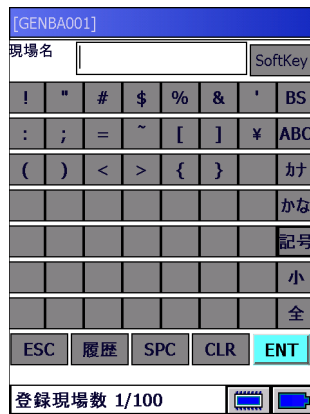 [GENBA001]
現場名 SoftKey
! " # $ % & ' BS
: ; = ~ [ ] ¥ ABC
( ) < > { } カナ
かな
記号
小
全
ESC 履歴 SPC CLR ENT
登録現場数 1/100